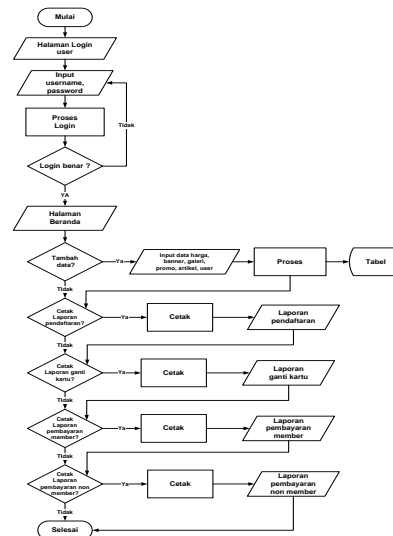 Mulai
Halaman Login
user
Input
username,
password
Proses
Login
Tidak
Login benar ?
YA
Halaman
Beranda
Tambah
data?
Ya
Input data harga,
banner, galeri,
promo, artikel, user
Proses
Tabel
Tidak
Cetak
Laporan
pendaftaran?
Ya
Cetak
Laporan
pendaftaran
Tidak
Cetak
Laporan ganti
kartu?
Ya
Cetak
Laporan
ganti kartu
Tidak
Cetak
Laporan
pembayaran
member?
Ya
Cetak
Laporan
pembayaran
member
Tidak
Cetak
Laporan
pembayaran non
member?
Ya
Cetak
Laporan
pembayaran
non member
Tidak
Selesai